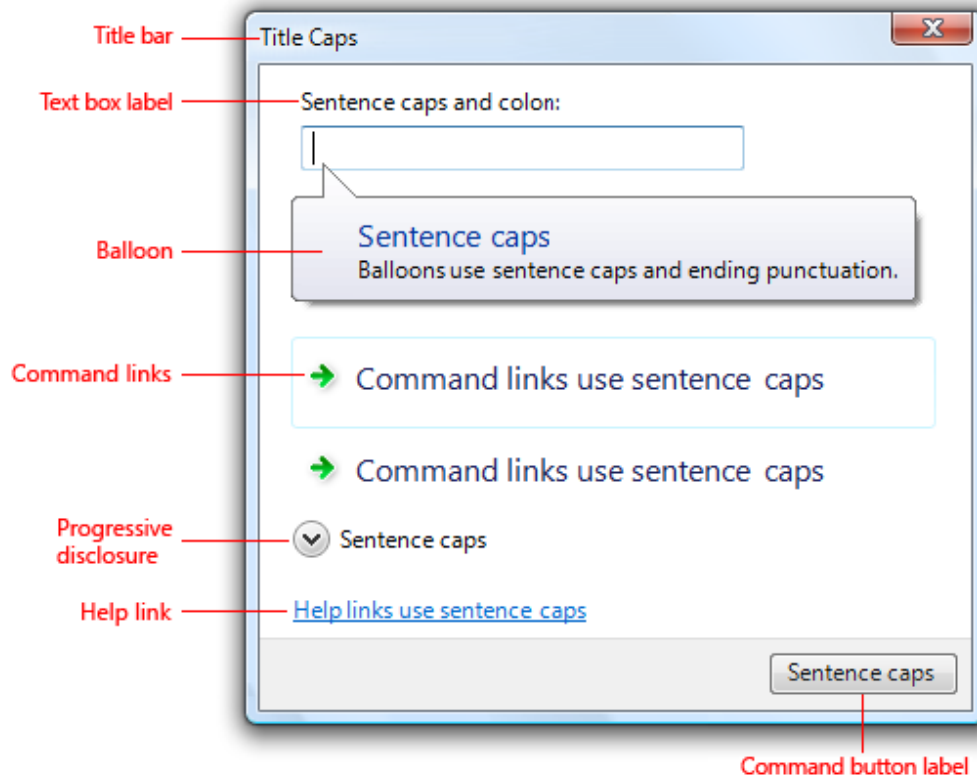 Title bar
Title Caps
Text box label
Sentence caps and colon:
Balloon
Sentence caps
Balloons use sentence caps and ending punctuation.
Command links
Command links use sentence caps
Command links use sentence caps
Progressive
disclosure
Sentence caps
Help link
Help links use sentence caps
Sentence caps
Command button label